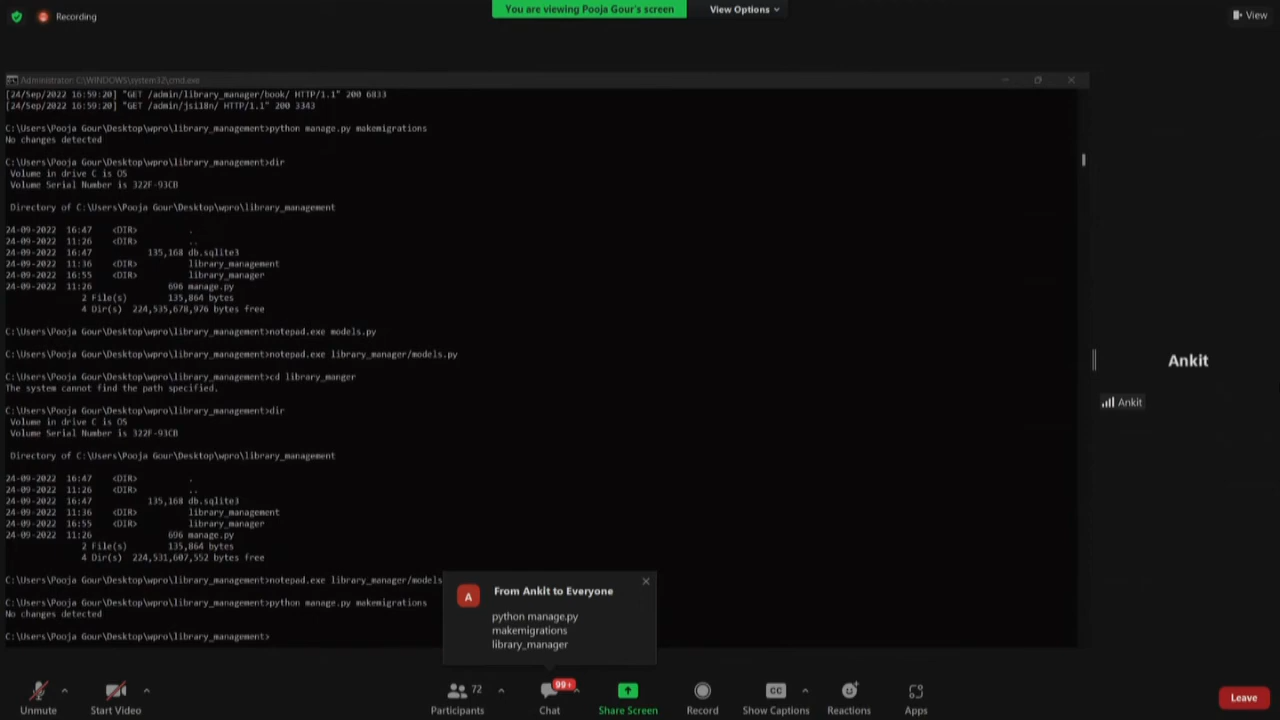 Recording
You are viewing Pooja Gour's screen
View Options
View
Administrator: C:\WINDOWS\system32\cmd.exe
[24/Sep/2022 16:59:20] "GET /admin/library_manager/book/ HTTP/1.1" 200 6833
[24/Sep/2022 16:59:20] "GET /admin/jsi18n/ HTTP/1.1" 200 3343
C:\Users\Pooja Gour\Desktop\wpro\library_management>python manage.py makemigrations
No changes detected
C:\Users\Pooja Gour\Desktop\wpro\library_management>dir
Volume in drive C is OS
Volume Serial Number is 322F-93CB
Directory of C:\Users\Pooja Gour\Desktop\wpro\library_management
24-09-2022 16:47 <DIR> .
24-09-2022 11:26 <DIR> ..
24-09-2022 16:47 135,168 db.sqlite3
24-09-2022 11:36 <DIR> library_management
24-09-2022 16:55 <DIR> library_manager
24-09-2022 11:26 696 manage.py
2 File(s) 135,864 bytes
4 Dir(s) 224,535,678,976 bytes free
C:\Users\Pooja Gour\Desktop\wpro\library_management>notepad.exe models.py
C:\Users\Pooja Gour\Desktop\wpro\library_management>notepad.exe library_manager/models.py
C:\Users\Pooja Gour\Desktop\wpro\library_management>cd library_manger
The system cannot find the path specified.
C:\Users\Pooja Gour\Desktop\wpro\library_management>dir
Volume in drive C is OS
Volume Serial Number is 322F-93CB
Directory of C:\Users\Pooja Gour\Desktop\wpro\library_management
24-09-2022 16:47 <DIR> .
24-09-2022 11:26 <DIR> ..
24-09-2022 16:47 135,168 db.sqlite3
24-09-2022 11:36 <DIR> library_management
24-09-2022 16:55 <DIR> library_manager
24-09-2022 11:26 696 manage.py
2 File(s) 135,864 bytes
4 Dir(s) 224,531,607,552 bytes free
C:\Users\Pooja Gour\Desktop\wpro\library_management>notepad.exe library_manager/models
C:\Users\Pooja Gour\Desktop\wpro\library_management>python manage.py makemigrations
No changes detected
C:\Users\Pooja Gour\Desktop\wpro\library_management>
Ankit
Ankit
A
From Ankit to Everyone
python manage.py
makemigrations
library_manager
Unmute
Start Video
72
Participants
99+
Chat
Share Screen
Record
CC
Show Captions
Reactions
Apps
Leave